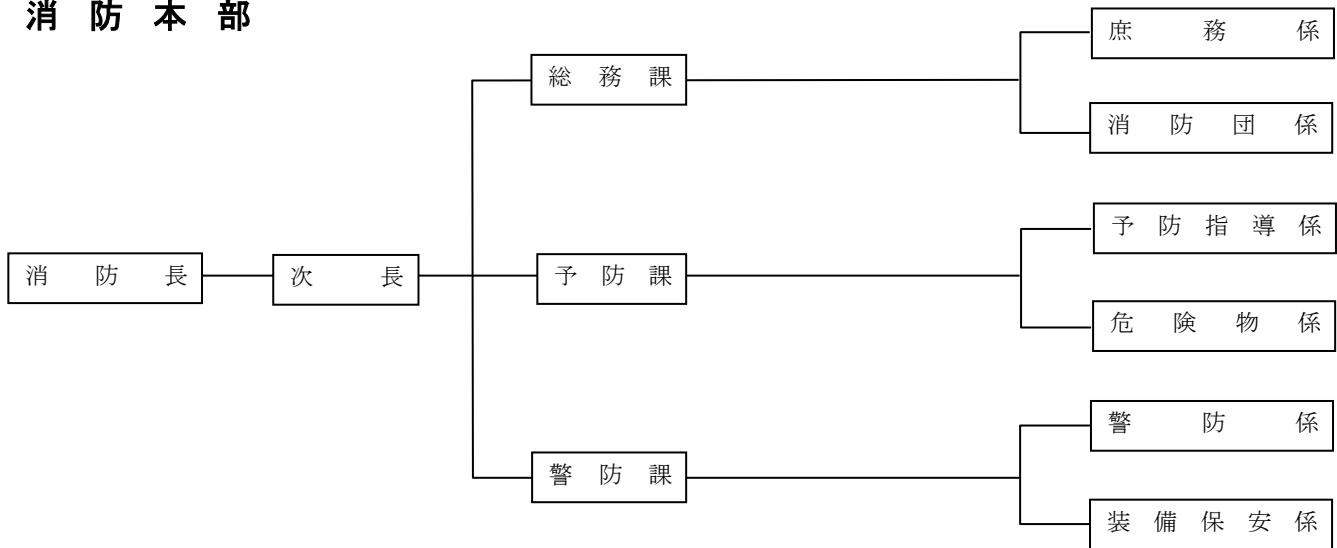 消防本部
消防長
次長
総務課
庶務係
消防団係
予防課
予防指導係
危険物係
警防課
警防係
装備保安係